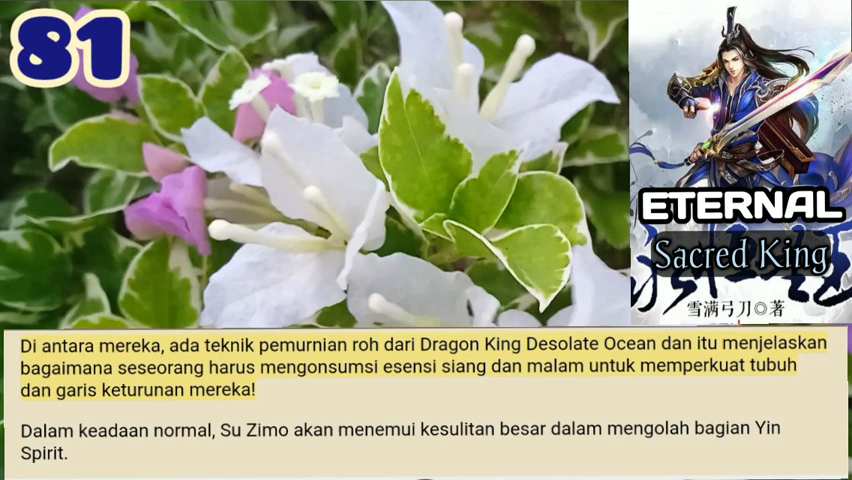 81
ETERNAL
Sacred King
雪满弓刀◎著
Di antara mereka, ada teknik pemurnian roh dari Dragon King Desolate Ocean dan itu menjelaskan
bagaimana seseorang harus mengonsumsi esensi siang dan malam untuk memperkuat tubuh
dan garis keturunan mereka!
Dalam keadaan normal, Su Zimo akan menemui kesulitan besar dalam mengolah bagian Yin
Spirit.